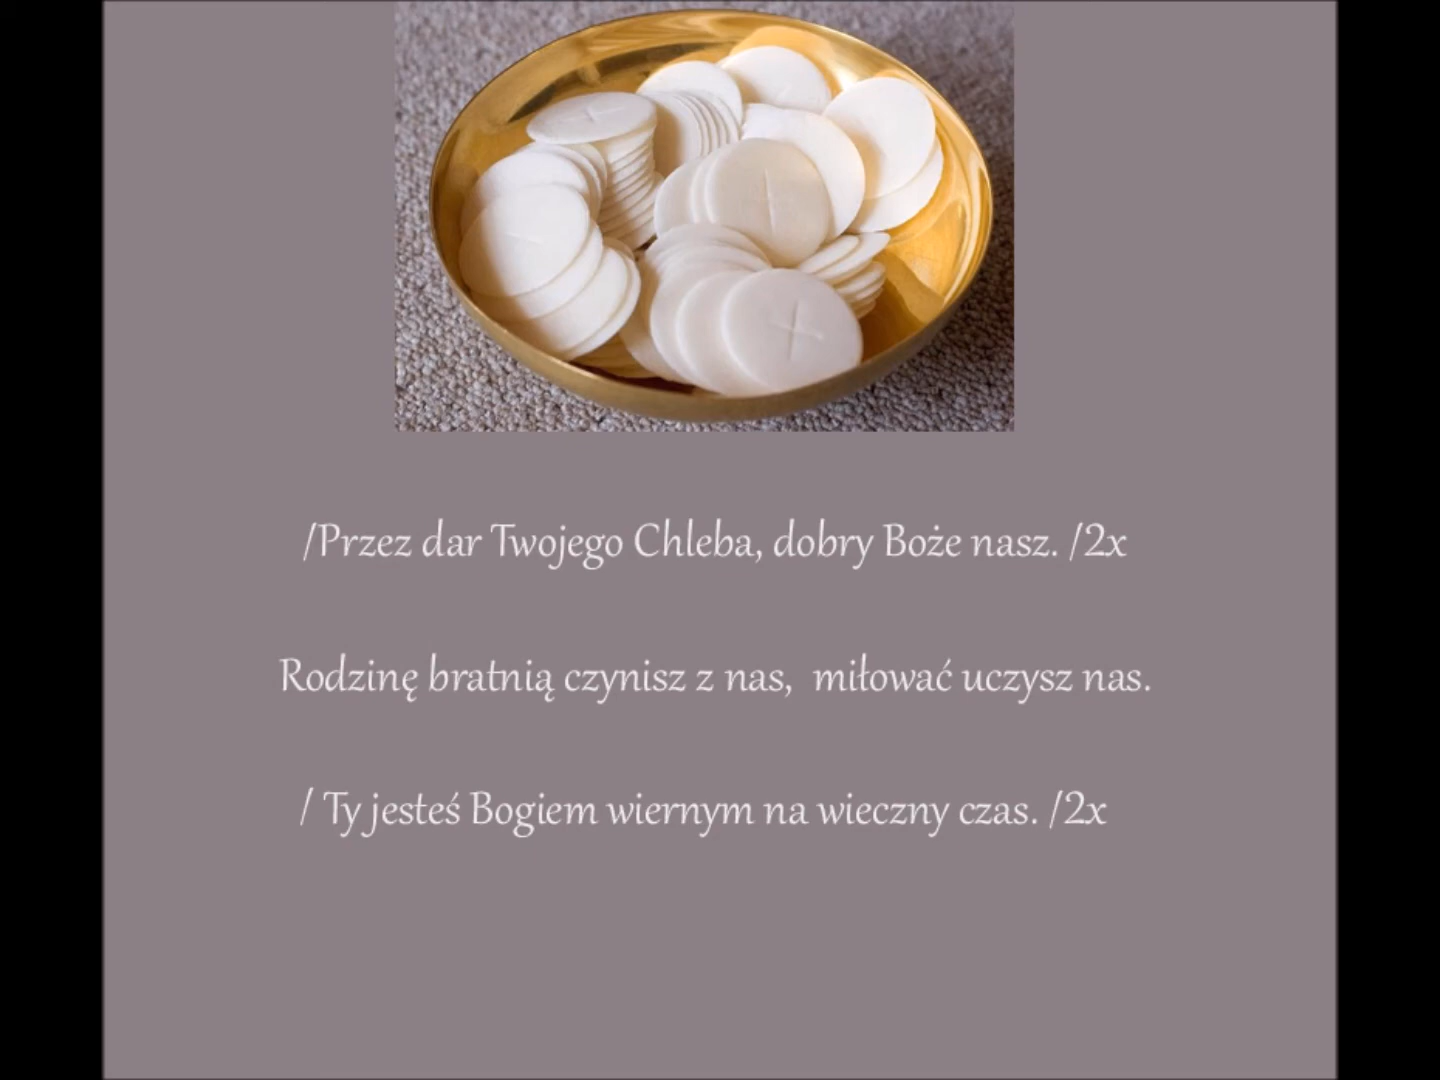 /Przez dar Twojego Chleba, dobry Boże nasz. /2x
Rodzinę bratnią czynisz z nas,  miłować uczysz nas.
/ Ty jesteś Bogiem wiernym na wieczny czas. /2x